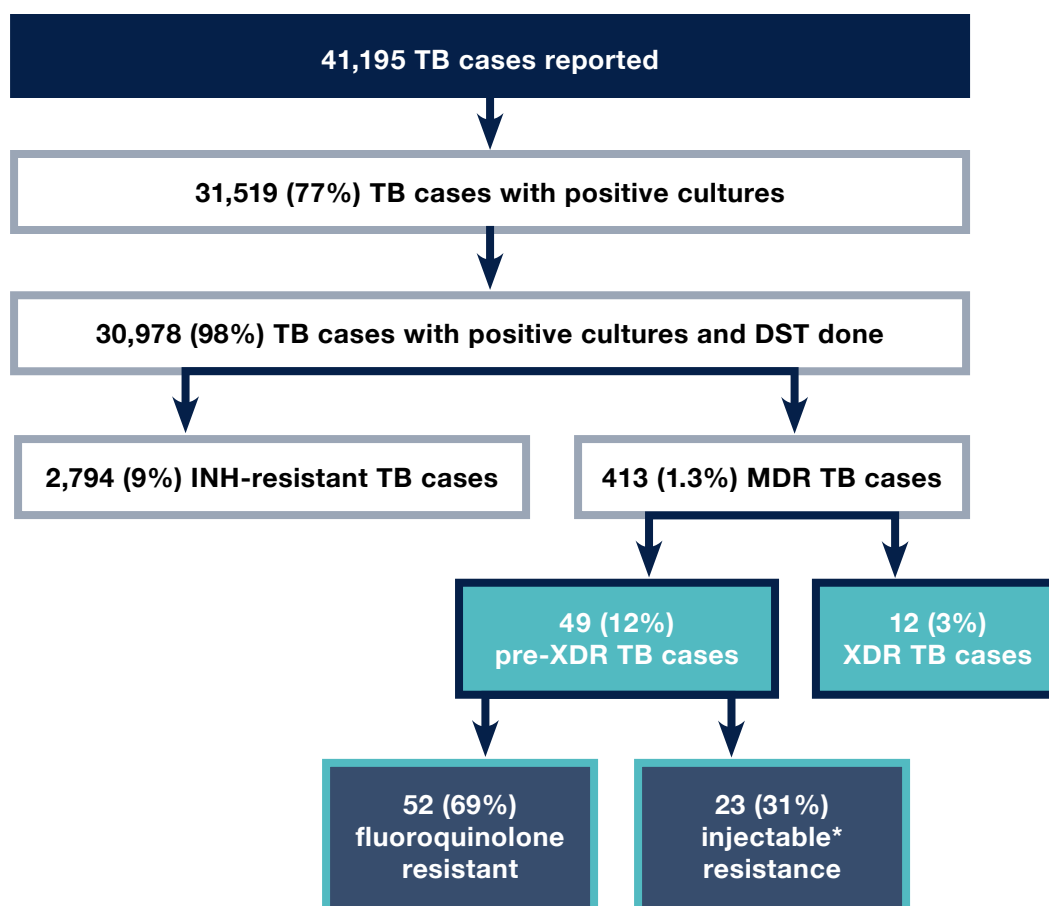 41,195 TB cases reported
31,519 (77%) TB cases with positive cultures
30,978 (98%) TB cases with positive cultures and DST done
2,794 (9%) INH-resistant TB cases
413 (1.3%) MDR TB cases
49 (12%)
pre-XDR TB cases
12 (3%)
XDR TB cases
52 (69%)
fluoroquinolone
resistant
23 (31%)
injectable*
resistance